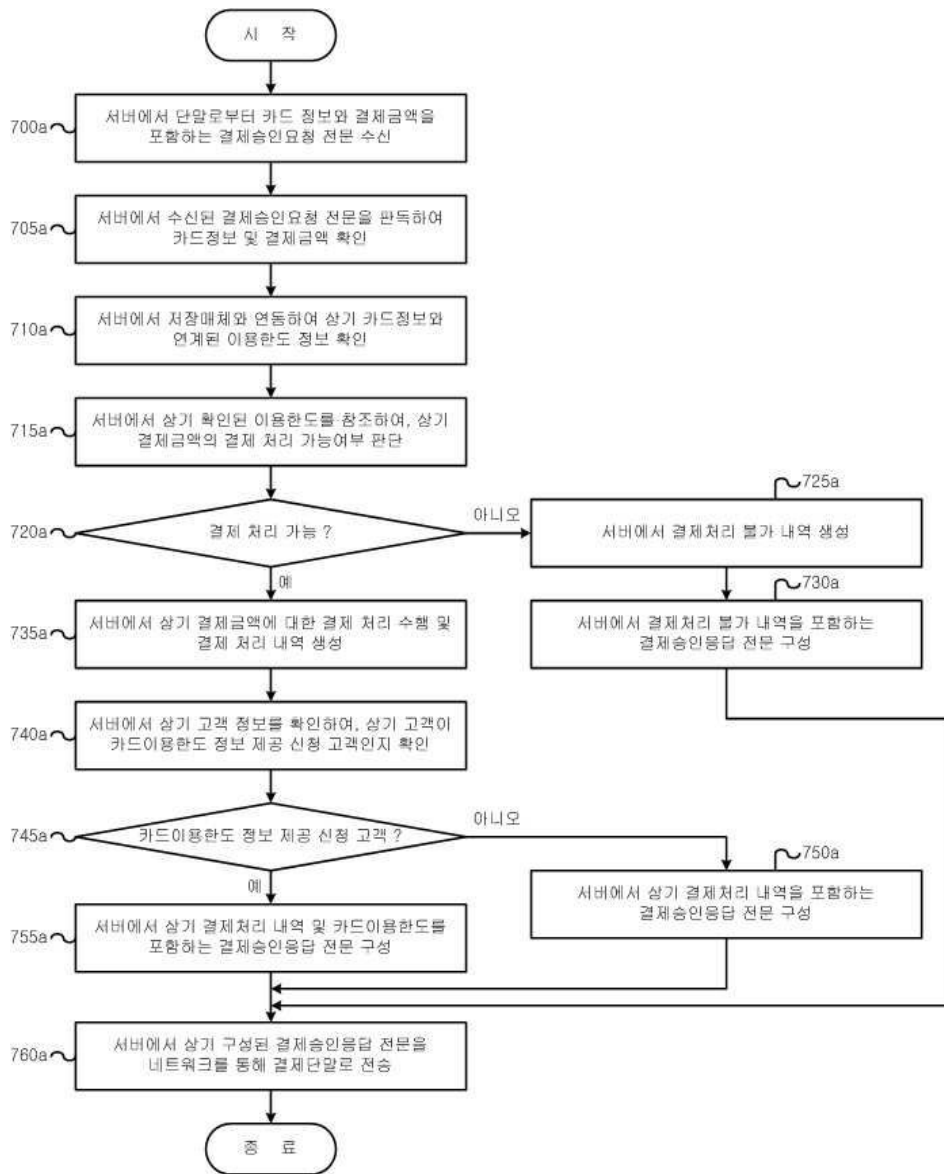 시 작
700a
서버에서 단말로부터 카드 정보와 결제금액을
포함하는 결제승인요청 전문 수신
705a
서버에서 수신된 결제승인요청 전문을 판독하여
카드정보 및 결제금액 확인
710a
서버에서 저장매체와 연동하여 상기 카드정보와
연계된 이용한도 정보 확인
715a
서버에서 상기 확인된 이용한도를 참조하여, 상기
결제금액의 결제 처리 가능여부 판단
720a
결제 처리 가능 ?
아니오
725a
서버에서 결제처리 불가 내역 생성
예
730a
서버에서 결제처리 불가 내역을 포함하는
결제승인응답 전문 구성
735a
서버에서 상기 결제금액에 대한 결제 처리 수행 및
결제 처리 내역 생성
740a
서버에서 상기 고객 정보를 확인하여, 상기 고객이
카드이용한도 정보 제공 신청 고객인지 확인
745a
카드이용한도 정보 제공 신청 고객 ?
아니오
750a
서버에서 상기 결제처리 내역을 포함하는
결제승인응답 전문 구성
예
755a
서버에서 상기 결제처리 내역 및 카드이용한도를
포함하는 결제승인응답 전문 구성
760a
서버에서 상기 구성된 결제승인응답 전문을
네트워크를 통해 결제단말로 전송
종 료